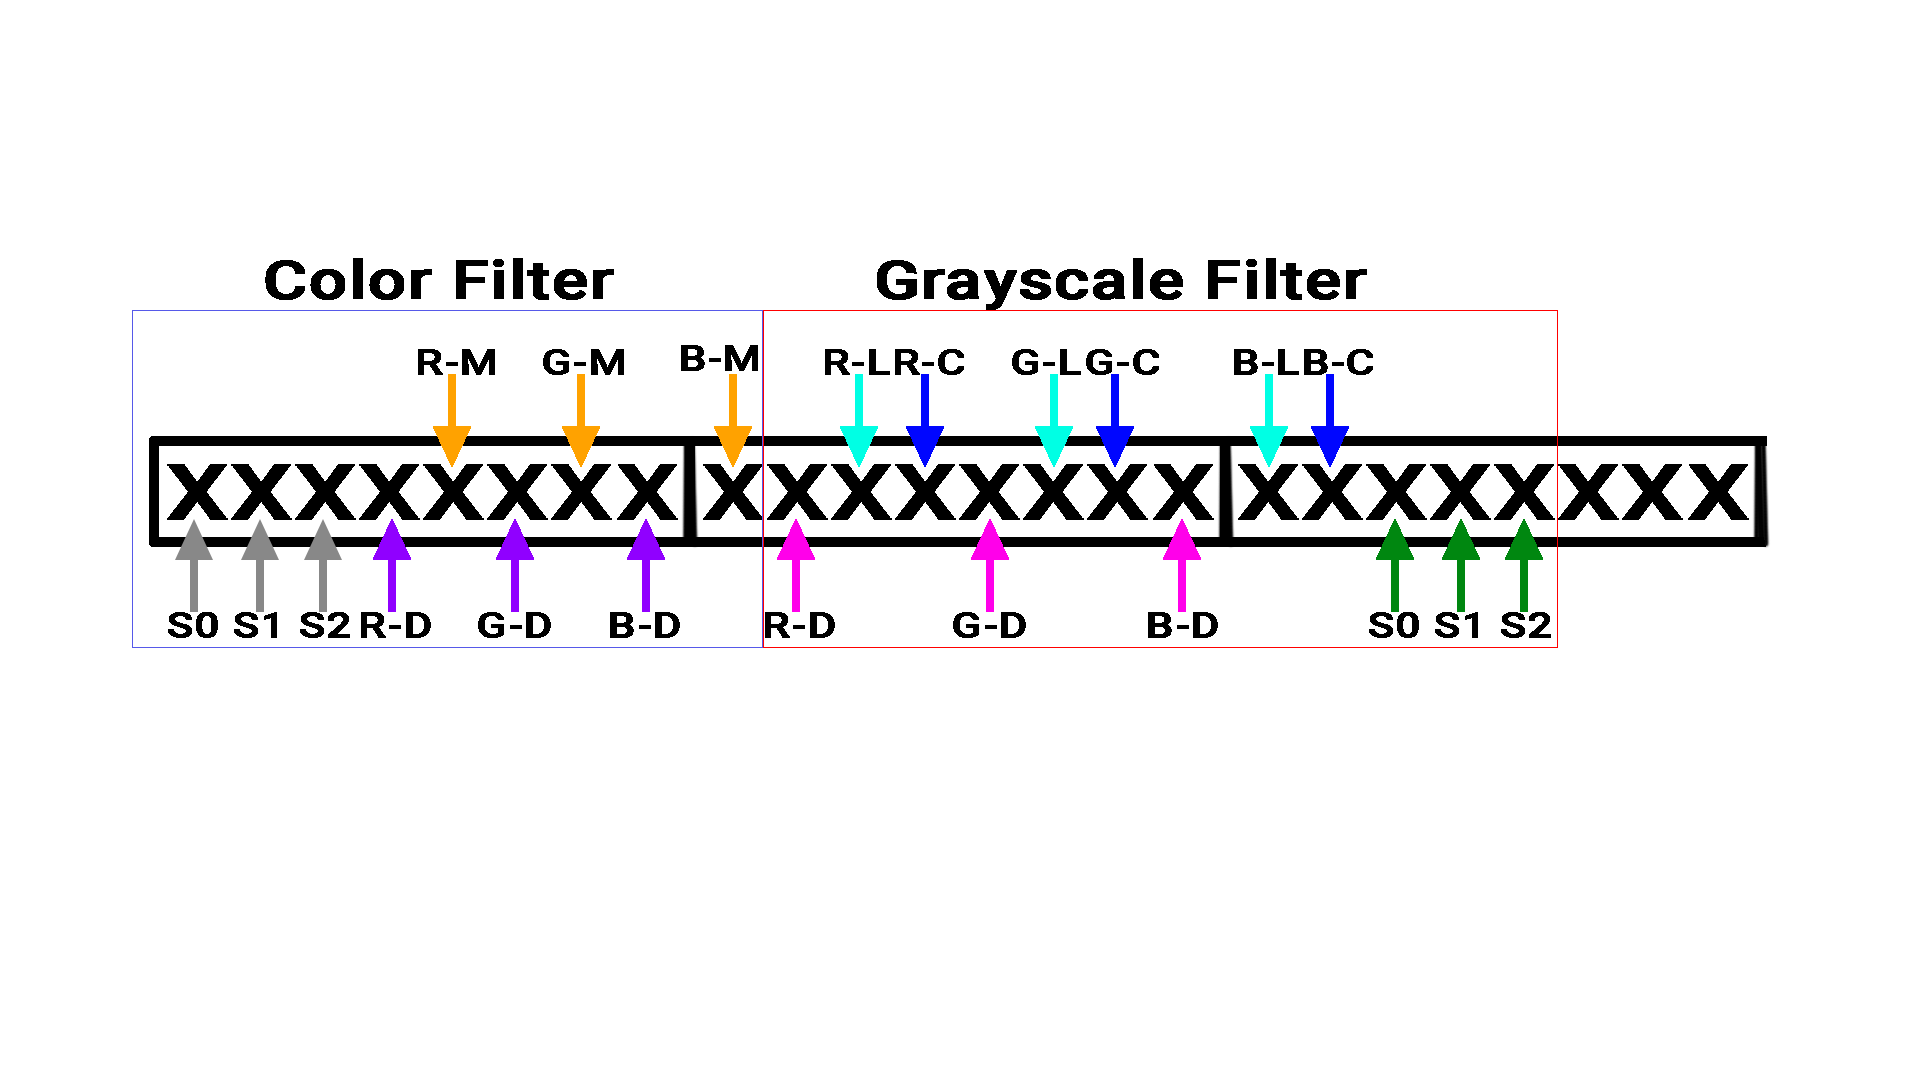 Color Filter Grayscale Filter
R-M G-M B-M R-L R-C G-L G-C B-L B-C
XXXXXXXX XXXXXXXX XXXXXXXX
S0 S1 S2 R-D G-D B-D R-D G-D B-D S0 S1 S2